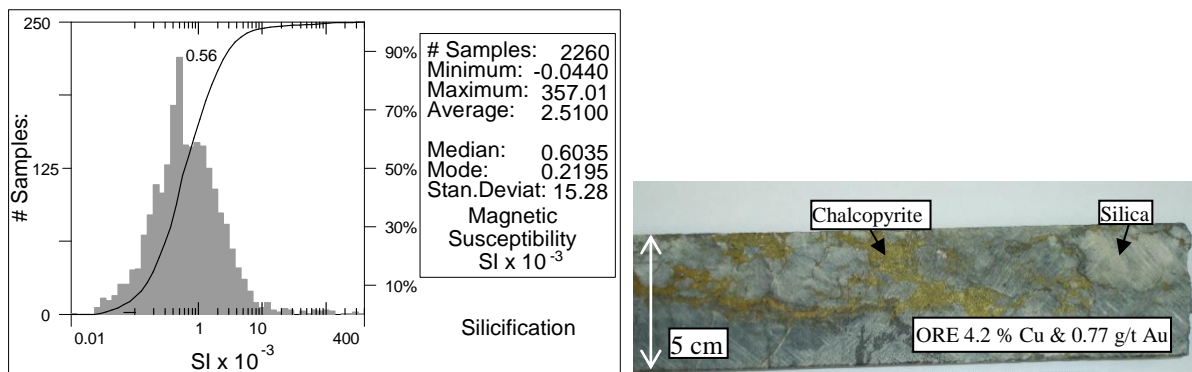 250
125
0
# Samples:
0.56
90%
70%
50%
30%
10%
0.01
1
10
400
SI x 10-3
# Samples: 2260
Minimum: -0.0440
Maximum: 357.01
Average: 2.5100
Median: 0.6035
Mode: 0.2195
Stan.Deviat: 15.28
Magnetic
Susceptibility
SI x 10-3
Silicification
Chalcopyrite
Silica
5 cm
ORE 4.2 % Cu & 0.77 g/t Au